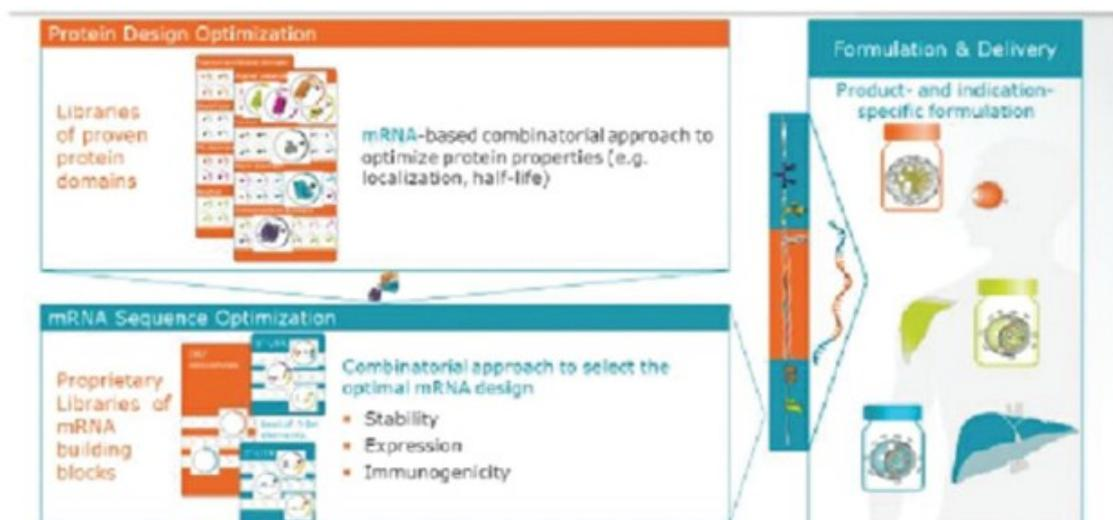 Protein Design Optimization
Libraries
of proven
protein
domains
mRNA-based combinatorial approach to
optimize protein properties (e.g.
localization, half-life)
mRNA Sequence Optimization
Proprietary
Libraries of
mRNA
building
blocks
Combinatorial approach to select the
optimal mRNA design
▪ Stability
▪ Expression
▪ Immunogenicity
Formulation & Delivery
Product- and indication-
specific formulation